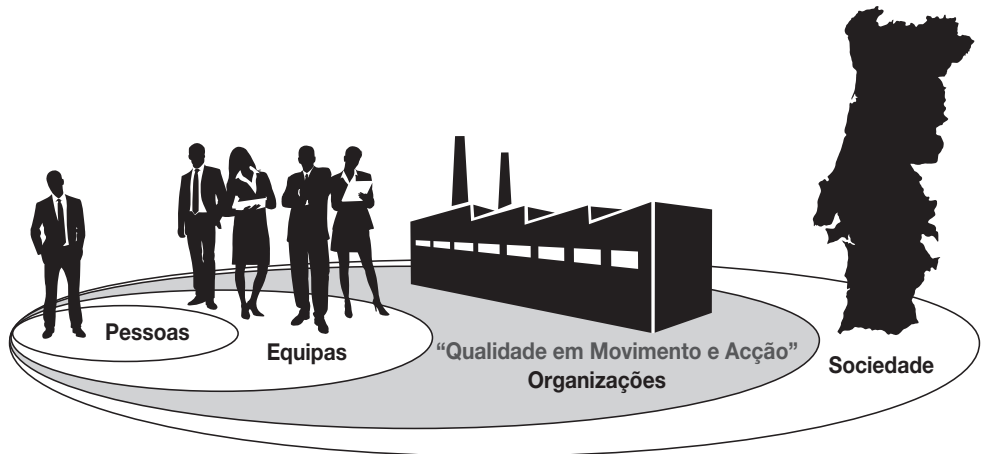 Pessoas
Equipas
“Qualidade em Movimento e Acção”
Organizações
Sociedade